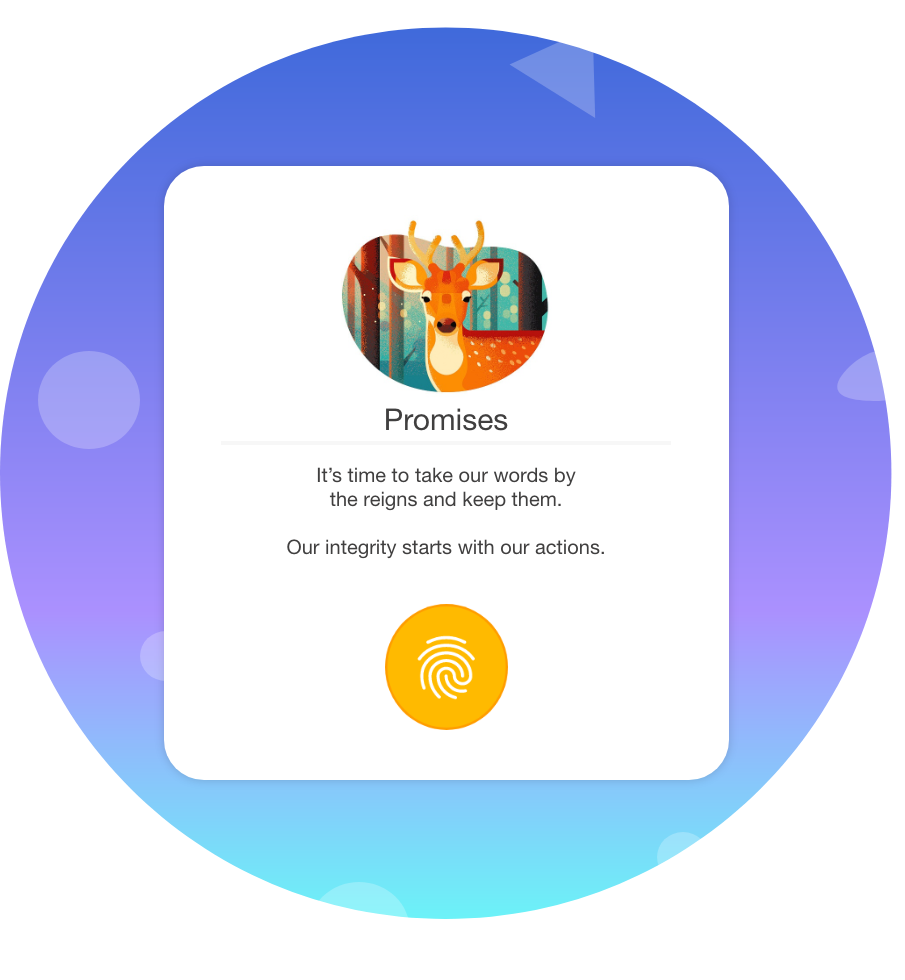 Promises
It’s time to take our words by
the reigns and keep them.
Our integrity starts with our actions.